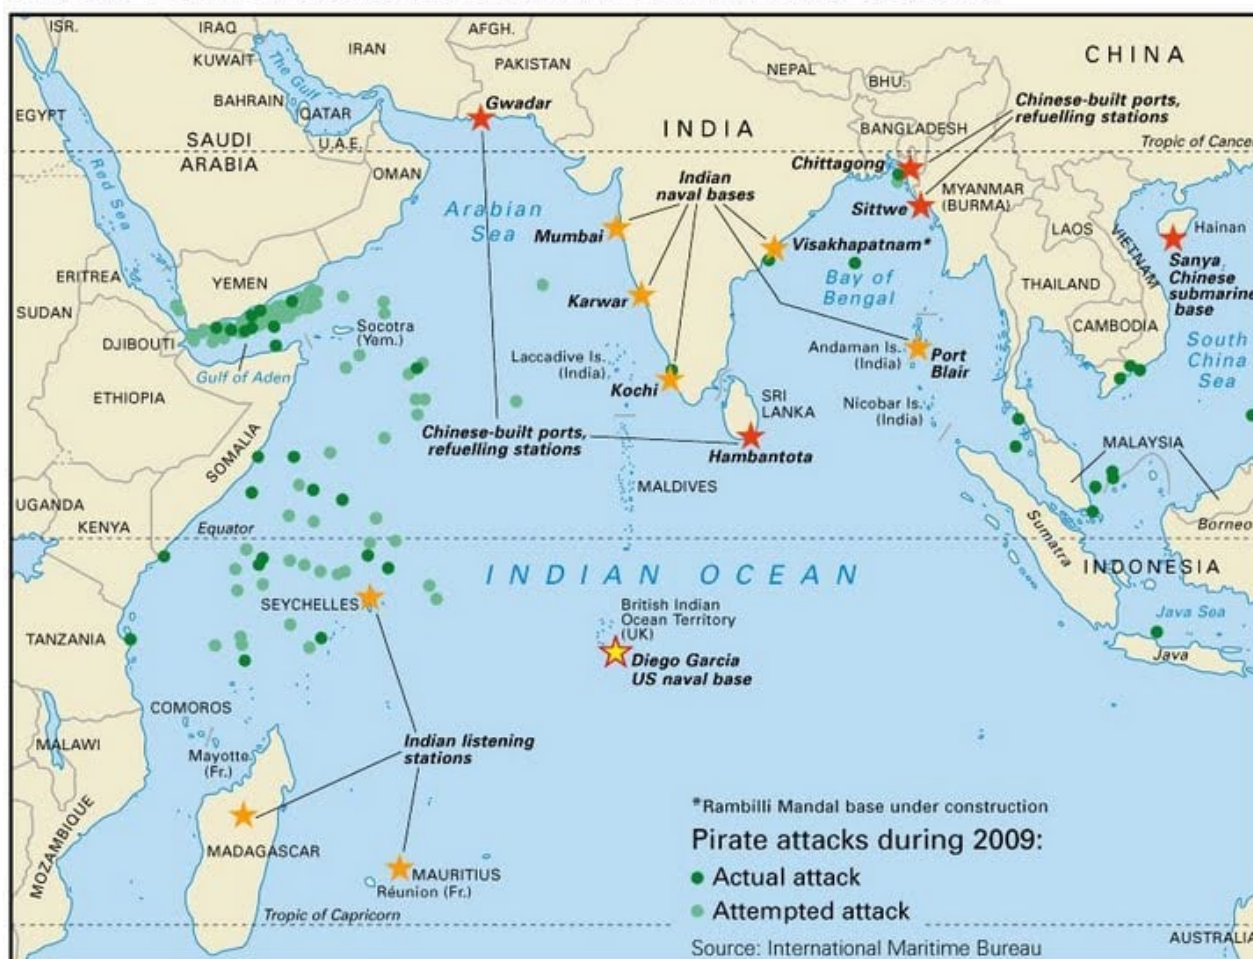 ISR.
IRAQ
IRAN
AFGH.
CHINA
KUWAIT
The Gulf
PAKISTAN
NEPAL
BHU.
EGYPT
BAHRAIN
QATAR
Gwadar
Chinese-built ports,
refuelling stations
SAUDI
ARABIA
U.A.E.
INDIA
BANGLADESH
Tropic of Cancer
Red Sea
OMAN
Chittagong
Indian
naval bases
MYANMAR
(BURMA)
Arabian
Sea
Sittwe
LAOS
VIETNAM
Hainan
Mumbai
Visakhapatnam*
Sanya,
Chinese
submarine
base
ERITREA
YEMEN
Bay of
Bengal
THAILAND
SUDAN
Karwar
CAMBODIA
DJIBOUTI
Socotra
(Yem.)
Laccadive Is.
(India)
Andaman Is.
(India)
Port
Blair
South
China
Sea
Gulf of Aden
ETHIOPIA
Kochi
SRI
LANKA
Nicobar Is.
(India)
SOMALIA
Chinese-built ports,
refuelling stations
Hambantota
MALAYSIA
MALDIVES
UGANDA
KENYA
Equator
Sumatra
Borneo
INDIAN OCEAN
INDONESIA
SEYCHELLES
British Indian
Ocean Territory
(UK)
Java Sea
TANZANIA
Diego Garcia
US naval base
Java
COMOROS
MALAWI
Mayotte
(Fr.)
Indian listening
stations
MOZAMBIQUE
MADAGASCAR
MAURITIUS
Réunion (Fr.)
Tropic of Capricorn
*Rambilli Mandal base under construction
Pirate attacks during 2009:
Actual attack
Attempted attack
Source: International Maritime Bureau
AUSTRALIA